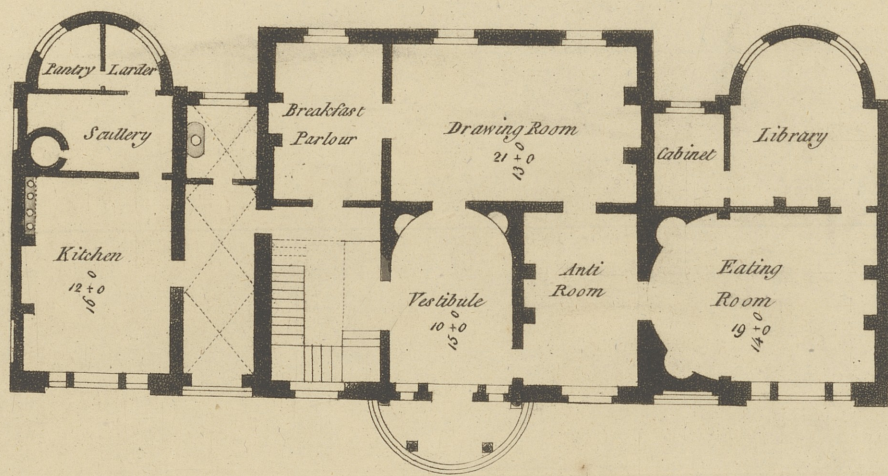 Pantry
Larder
Scullery
Breakfast
Parlour
Drawing Room
21 + 0
13 0
Cabinet
Library
Kitchen
12 + 0
16 0
Vestibule
10 + 0
15 0
Anti
Room
Eating
Room
19 + 0
14 0